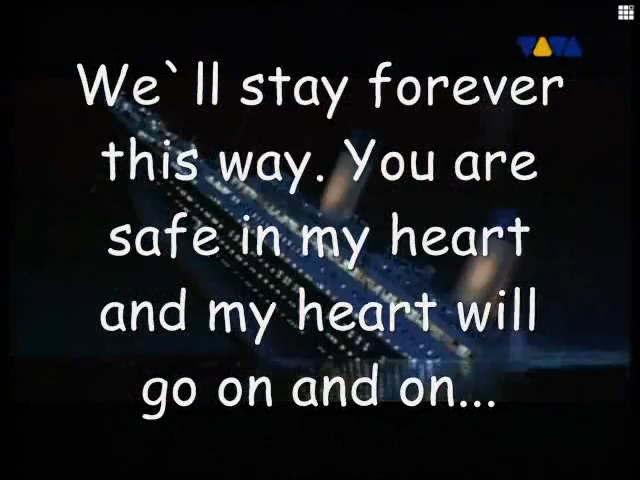 VIVA
We`ll stay forever
this way. You are
safe in my heart
and my heart will
go on and on...